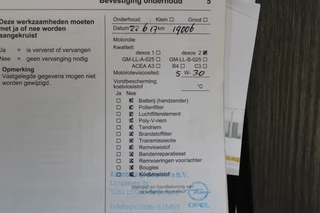 Bevestiging onderhoud 5
Deze werkzaamheden moeten
met ja of nee worden
aangekruist
Ja = is ververst of vervangen
Nee = geen vervanging nodig
Opmerking
Vastgelegde gegevens mogen niet
worden gewijzigd.
Onderhoud: Klein Groot
Datum km 19006
Motorolie
Kwaliteit:
dexos 1 dexos 2
GM-LL-A-025 GM-LL-B-025
ACEA A3 B4 C3
Motorolieviscositeit: 5 W-30
Vorstbescherming,
koelvloeistof °C
Ja Nee
Batterij (handzender)
Pollenfilter
Luchtfilterelement
Poly-V-riem
Tandriem
Brandstoffilter
Transmissieolie
Remvloeistof
Bandenreparatieset
Remvoeringen voor/achter
Bougies
Koelvloeistof
OPEL